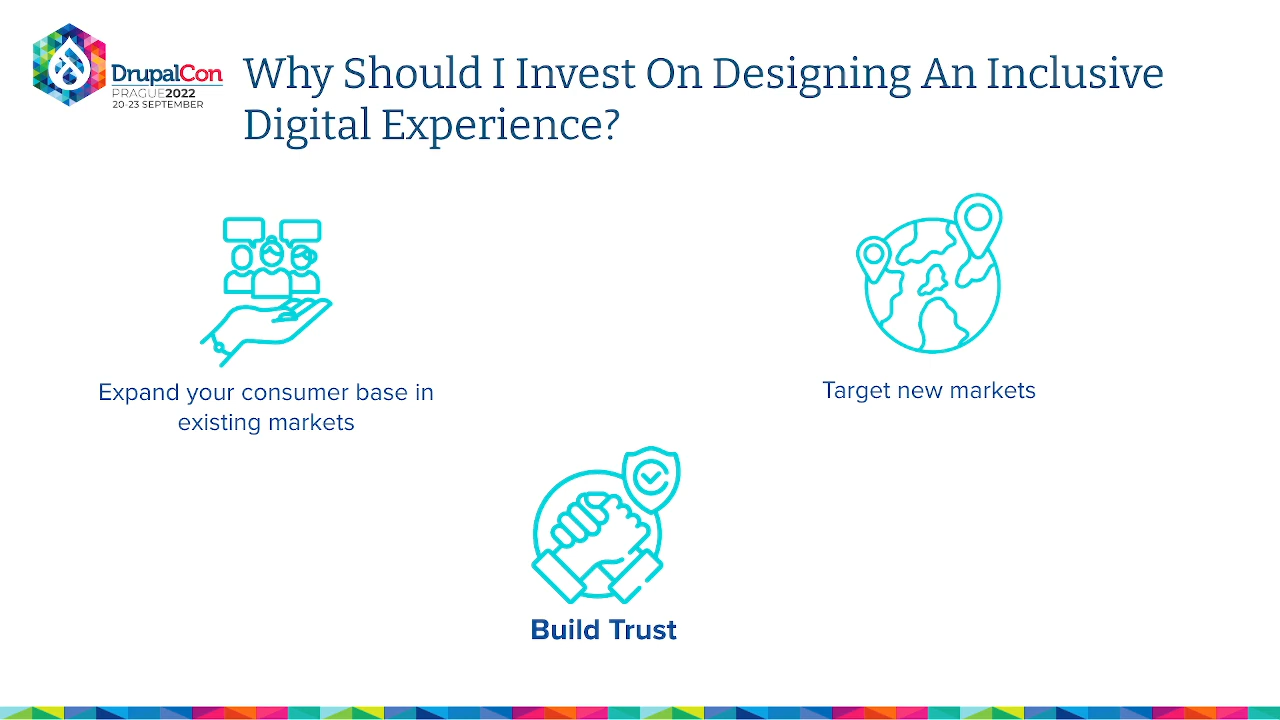 DrupalCon
PRAGUE2022
20-23 SEPTEMBER
Why Should I Invest On Designing An Inclusive
Digital Experience?
Expand your consumer base in
existing markets
Target new markets
Build Trust